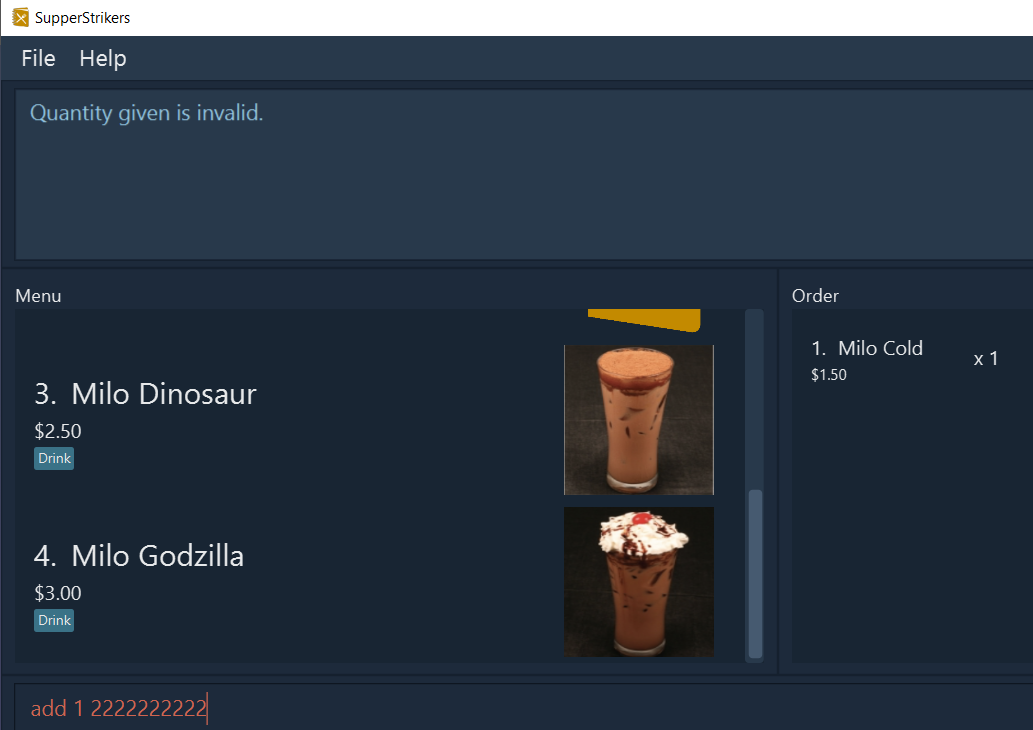 SupperStrikers
File Help
Quantity given is invalid.
Menu
3. Milo Dinosaur
$2.50
Drink
4. Milo Godzilla
$3.00
Drink
Order
1. Milo Cold
x 1
$1.50
add 1 2222222222